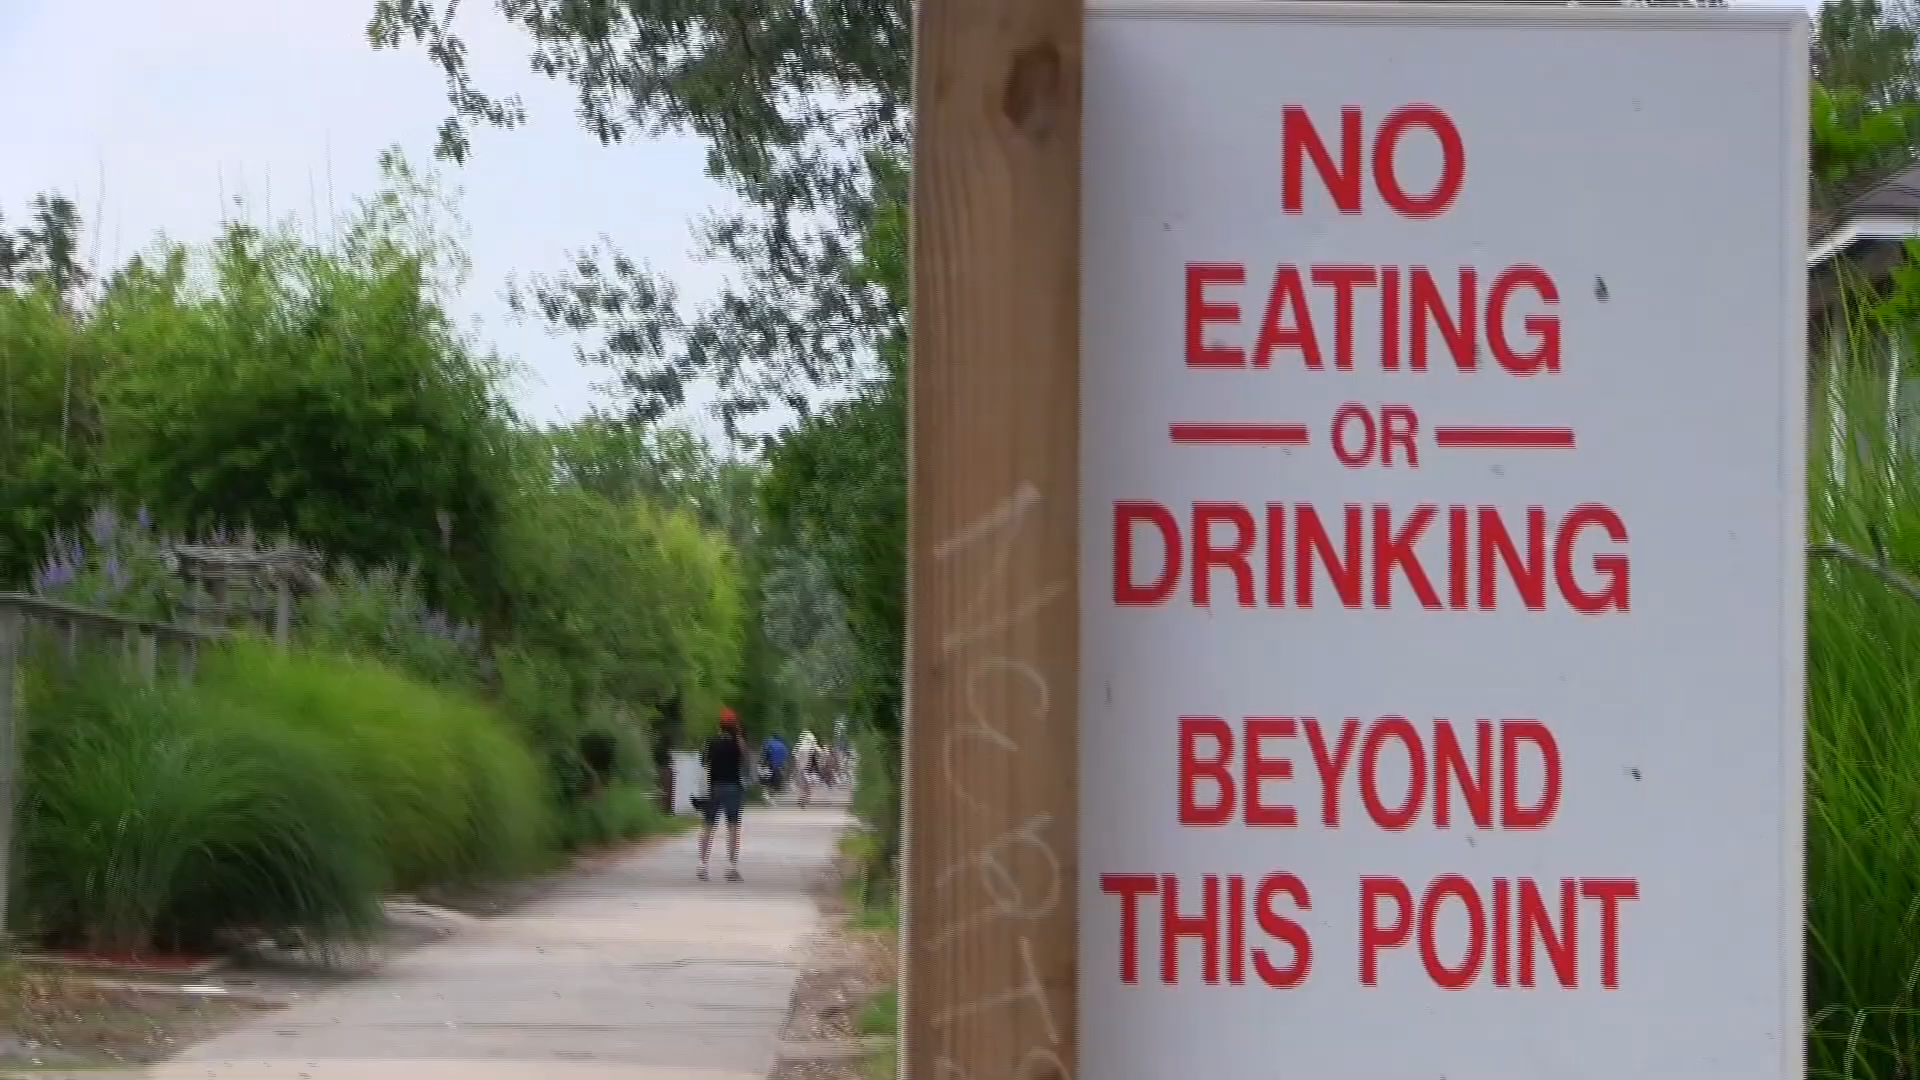 NO
EATING
OR
DRINKING
BEYOND
THIS POINT